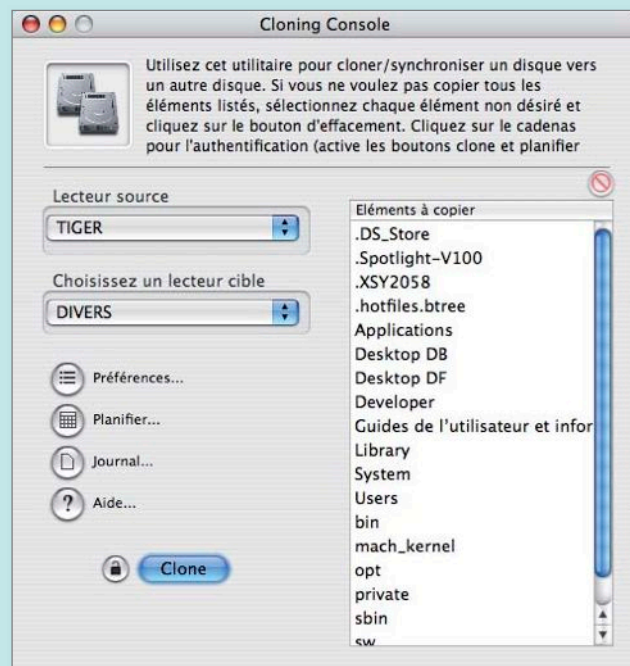 Cloning Console
Utilisez cet utilitaire pour cloner/synchroniser un disque vers
un autre disque. Si vous ne voulez pas copier tous les
éléments listés, sélectionnez chaque élément non désiré et
cliquez sur le bouton d'effacement. Cliquez sur le cadenas
pour l'authentification (active les boutons clone et planifier
Lecteur source
TIGER
Choisissez un lecteur cible
DIVERS
Préférences...
Planifier...
Journal...
Aide...
Clone
Eléments à copier
.DS_Store
.Spotlight-V100
.XSY2058
.hotfiles.btree
Applications
Desktop DB
Desktop DF
Developer
Guides de l'utilisateur et infor
Library
System
Users
bin
mach_kernel
opt
private
sbin
sw